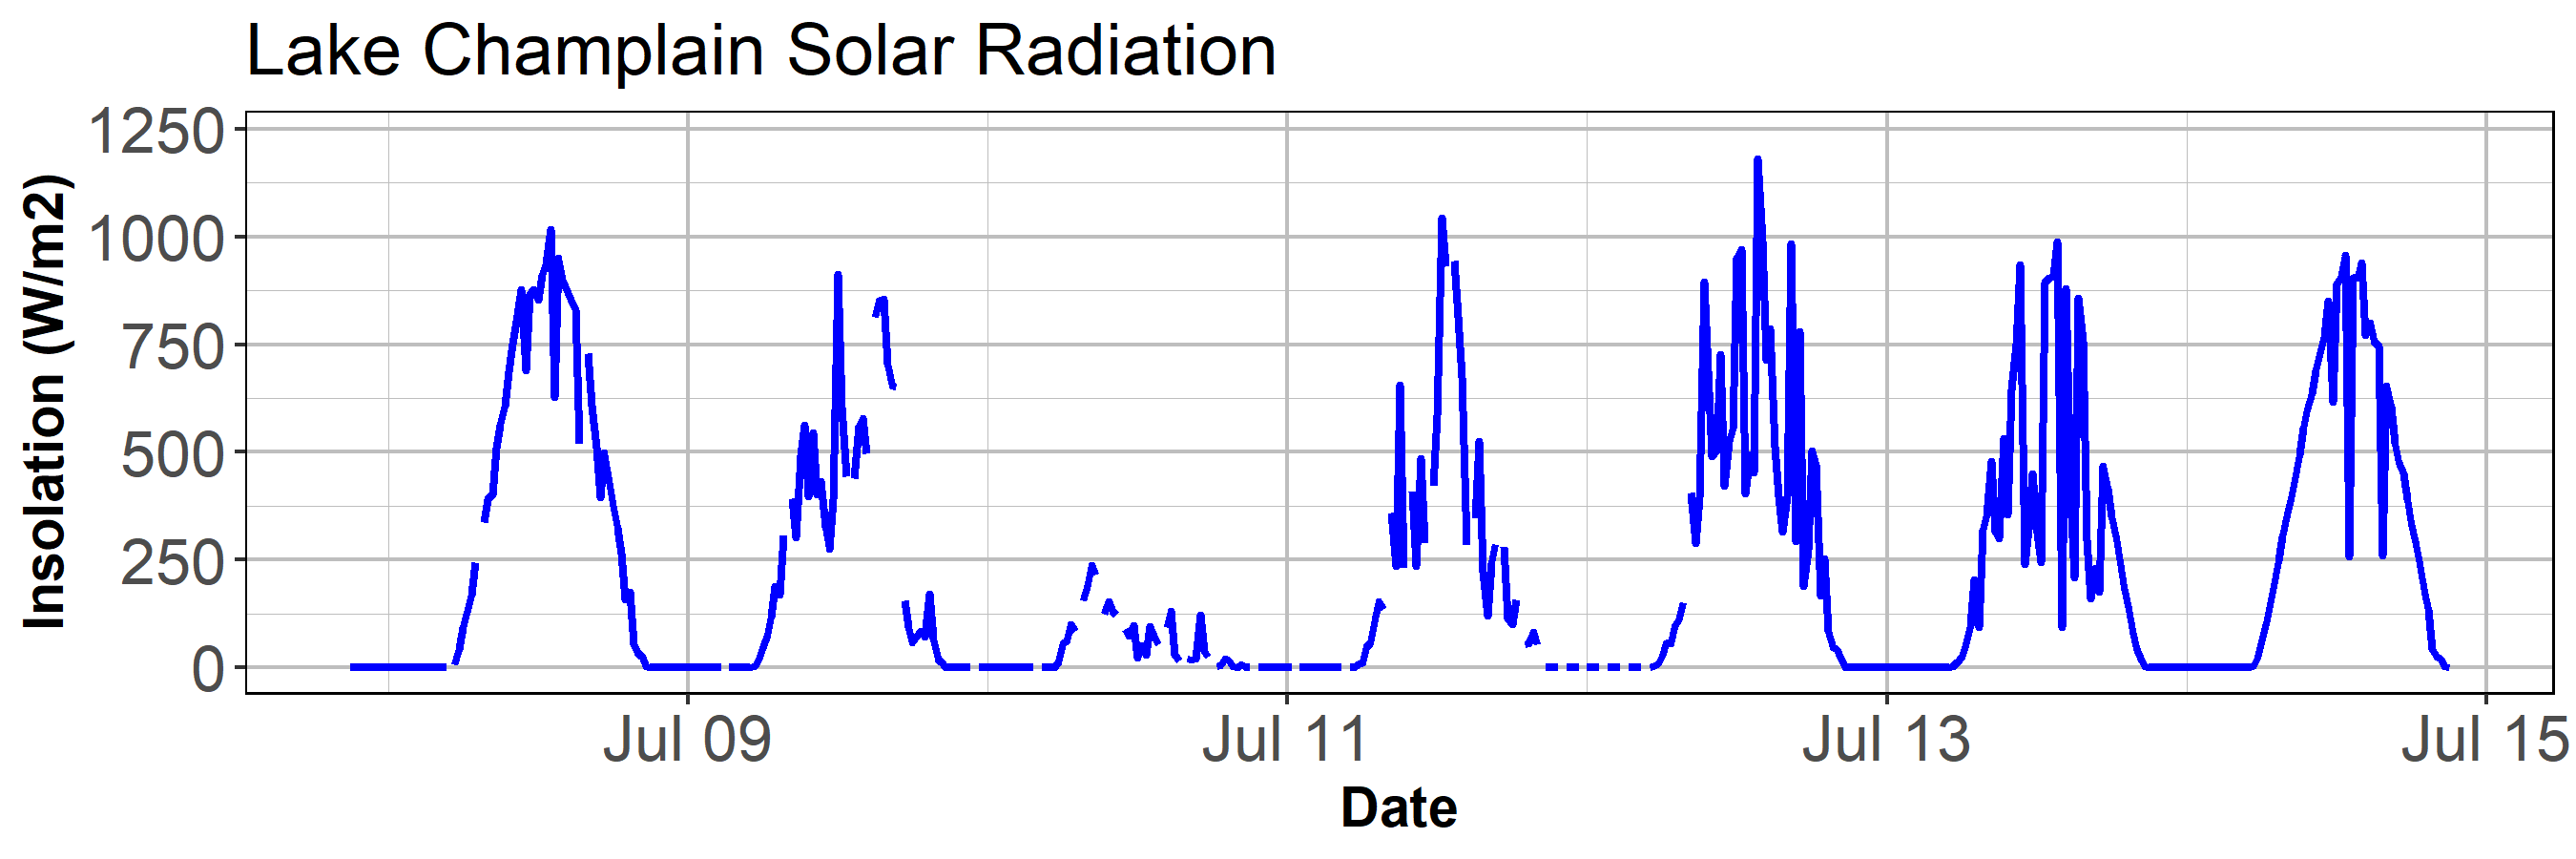 Lake Champlain Solar Radiation
1250
1000
750
500
250
0
Insolation (W/m2)
Jul 09
Jul 11
Jul 13
Jul 15
Date